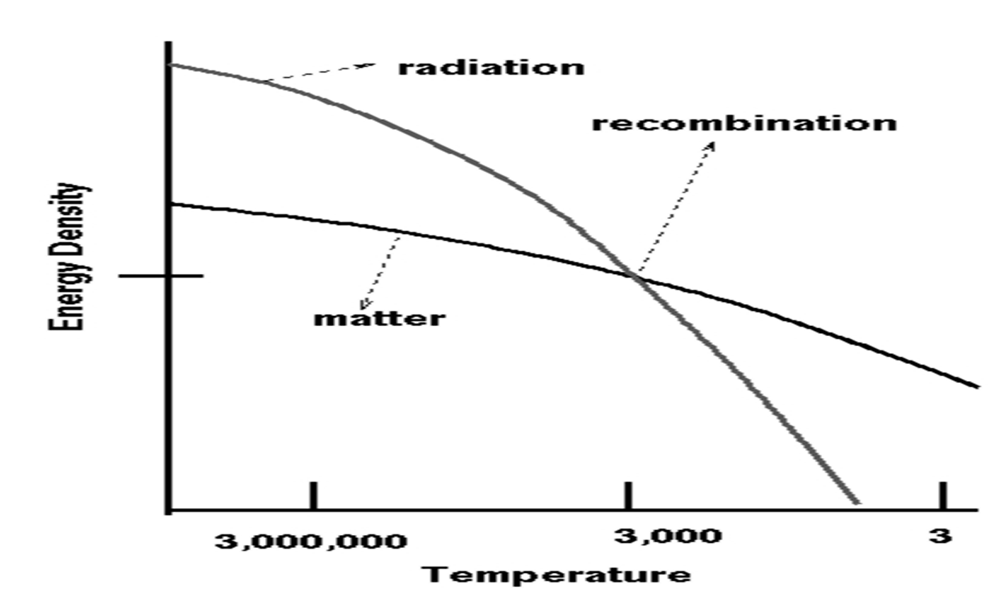 radiation
recombination
Energy Density
matter
3,000,000
3,000
3
Temperature